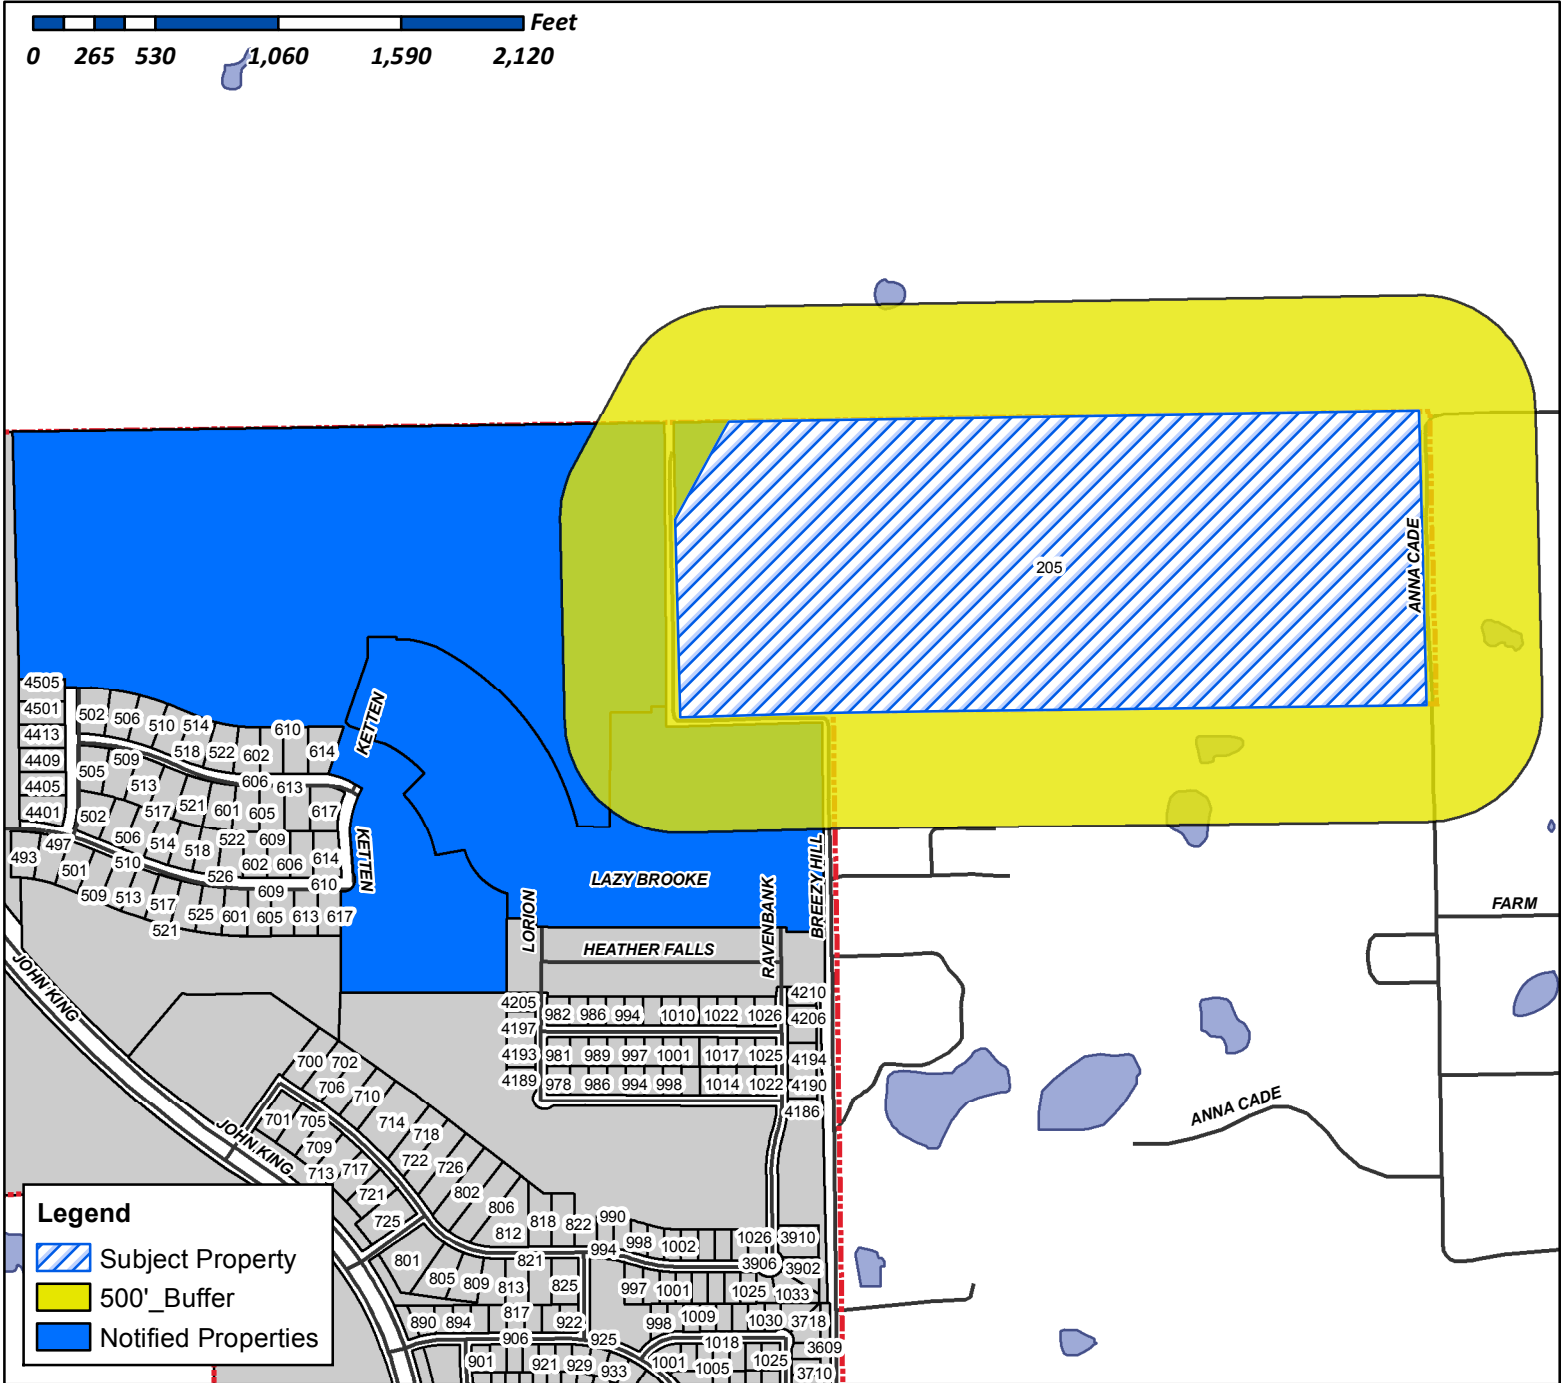 Feet
0 265 530 1,060 1,590 2,120
205
ANNA CADE
4505
4501
4413
4409
4405
4401
502 506 510 514 610
518 522 602 614
KETTEN
509
505 513 606 613
517 521 601 605 617
502
506 514 518 522 609
497
493 501 510 526 602 606 614
KETTEN
609 610
509 513 517 525 601 605 613 617
521
LAZY BROOKE
LORION
RAVENBANK
BREEZY HILL
HEATHER FALLS
FARM
JOHN KING
4205 982 986 994 1010 1022 1026 4210
4197 4206
4193 981 989 997 1001 1017 1025 4194
4189 978 986 994 998 1014 1022 4190
4186
ANNA CADE
700 702
706 710
701 705 714 718
JOHN KING
709 722 726
713 717
721 802
725 806
812 818 822 990
994 998 1002 1026 3910
801 821 3906 3902
805 809 813 825 997 1001 1025 1033
890 894 817 922 998 1009 1030 3718
906 925 1018 3609
901 921 929 933 1001 1005 1025 3710
Legend
Subject Property
500'_Buffer
Notified Properties